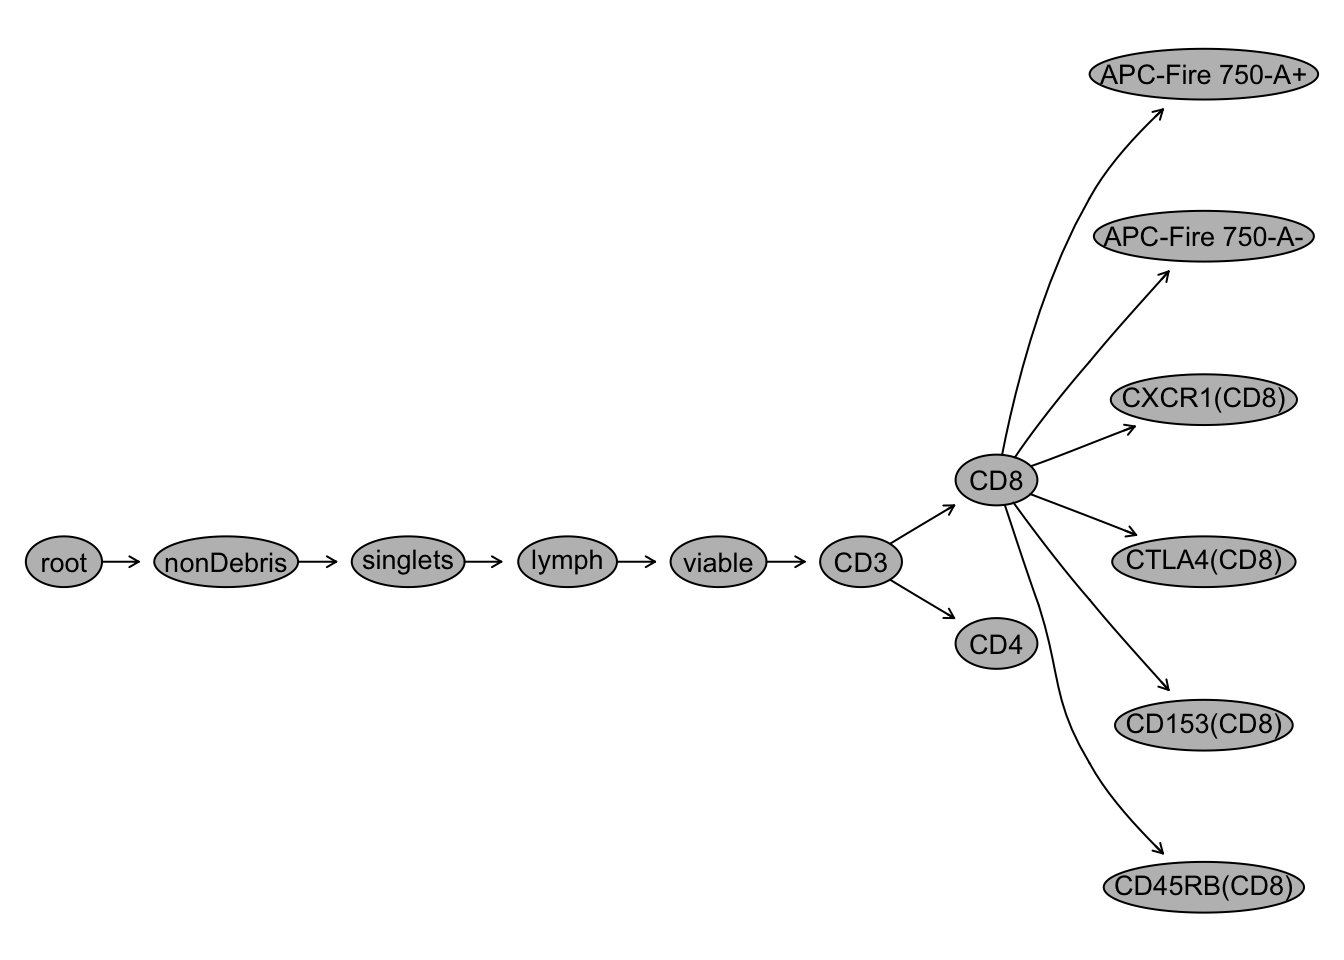 root
nonDebris
singlets
lymph
viable
CD3
CD8
CD4
APC-Fire 750-A+
APC-Fire 750-A-
CXCR1(CD8)
CTLA4(CD8)
CD153(CD8)
CD45RB(CD8)